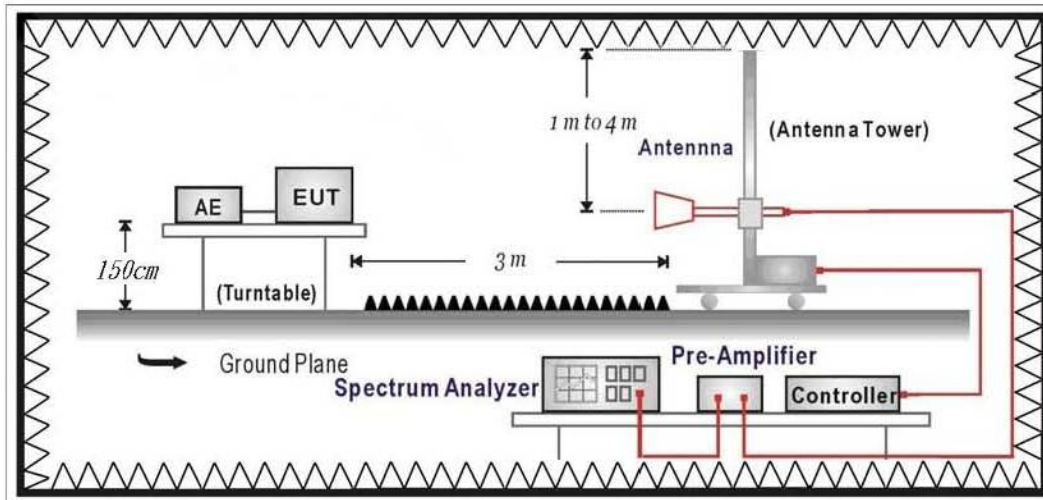 1 m to 4 m
(Antenna Tower)
Antennna
EUT
AE
150cm
3 m
(Turntable)
Ground Plane
Pre-Amplifier
Spectrum Analyzer
Controller